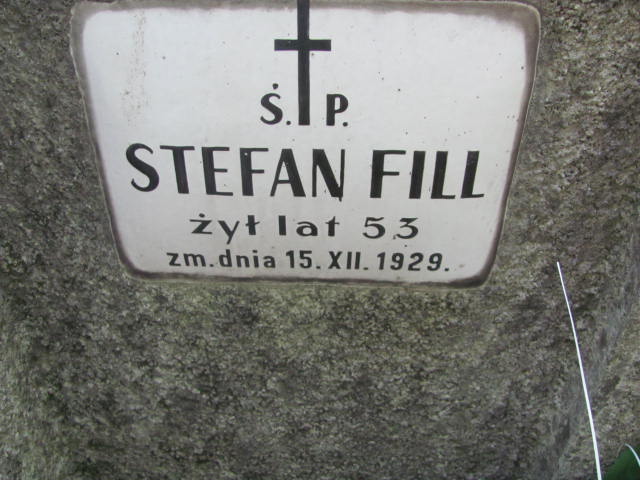 Ś. P.
STEFAN FILL
żył lat 53
zm. dnia 15. XII. 1929.